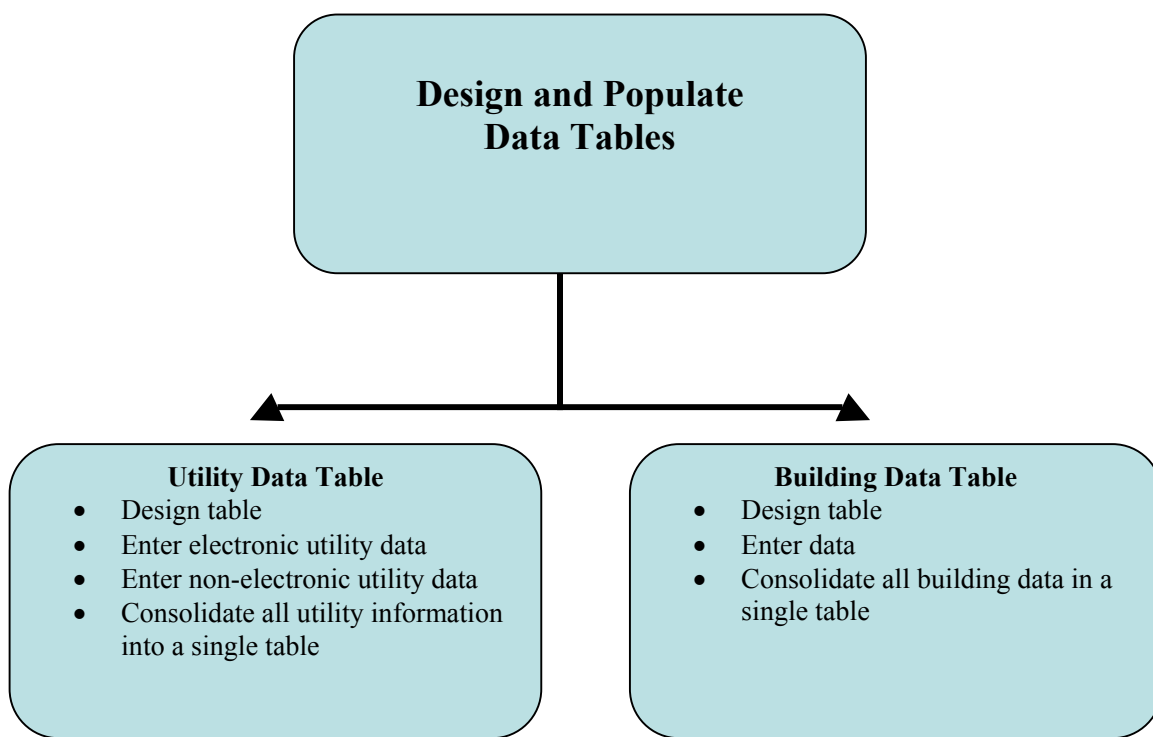 Design and Populate
Data Tables
Utility Data Table
• Design table
• Enter electronic utility data
• Enter non-electronic utility data
• Consolidate all utility information
into a single table
Building Data Table
• Design table
• Enter data
• Consolidate all building data in a
single table